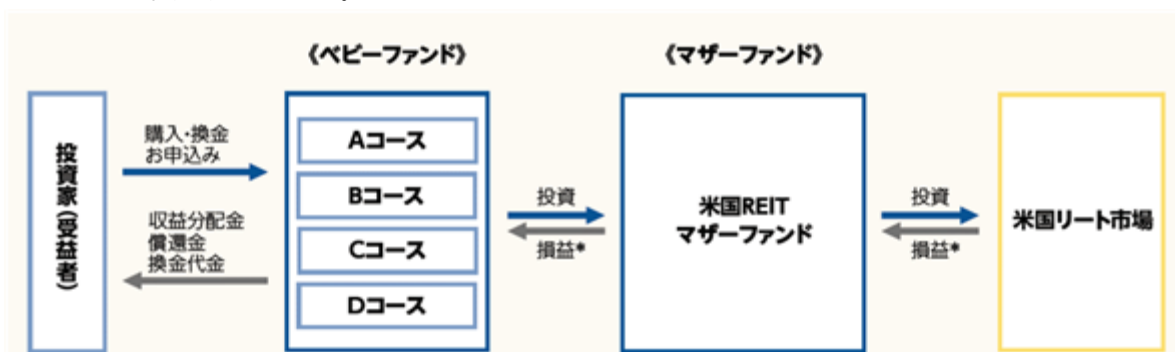 《ベビーファンド》
《マザーファンド》
投資家(受益者)
購入・換金
お申込み
収益分配金
償還金
換金代金
Aコース
Bコース
Cコース
Dコース
投資
損益*
米国REIT
マザーファンド
投資
損益*
米国リート市場